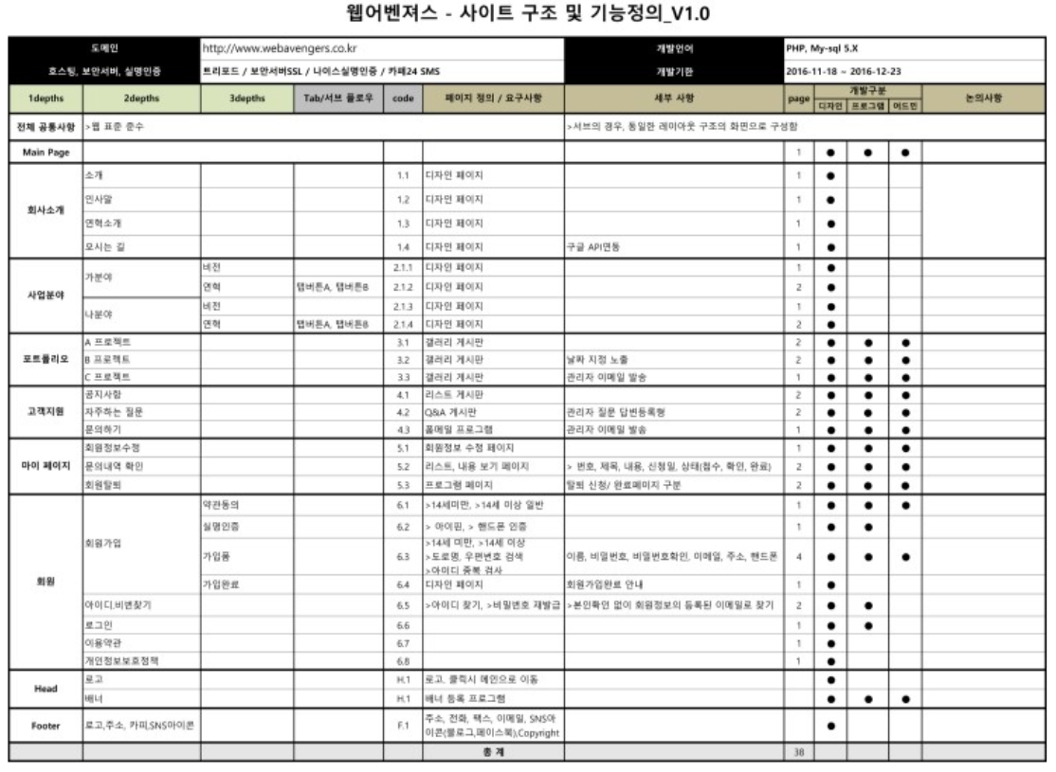 웹어벤져스 - 사이트 구조 및 기능정의_V1.0
도메인 http://www.webavengers.co.kr 개발언어 PHP, My-sql 5.X
호스팅, 보안서버, 실명인증 트리포드 / 보안서버SSL / 나이스실명인증 / 카페24 SMS 개발기한 2016-11-18 ~ 2016-12-23
1depths 2depths 3depths Tab/서브 플로우 code 페이지 정의 / 요구사항 세부 사항 page 개발구분 논의사항
디자인 프로그램 어드민
전체 공통사항 >웹 표준 준수 >서브의 경우, 동일한 레이아웃 구조의 화면으로 구성함
Main Page 1 ● ● ●
회사소개
소개 1.1 디자인 페이지 1 ●
인사말 1.2 디자인 페이지 1 ●
연혁소개 1.3 디자인 페이지 1 ●
오시는 길 1.4 디자인 페이지 구글 API연동 1 ●
사업분야
가분야
비전 2.1.1 디자인 페이지 1 ●
연혁 탭버튼A, 탭버튼B 2.1.2 디자인 페이지 2 ●
나분야
비전 2.1.3 디자인 페이지 1 ●
연혁 탭버튼A, 탭버튼B 2.1.4 디자인 페이지 2 ●
포트폴리오
A 프로젝트 3.1 갤러리 게시판 2 ● ● ●
B 프로젝트 3.2 갤러리 게시판 날짜 지정 노출 2 ● ● ●
C 프로젝트 3.3 갤러리 게시판 관리자 이메일 발송 1 ● ● ●
고객지원
공지사항 4.1 리스트 게시판 2 ● ● ●
자주하는 질문 4.2 Q&A 게시판 관리자 질문 답변등록형 2 ● ● ●
문의하기 4.3 폼메일 프로그램 관리자 이메일 발송 1 ● ● ●
마이 페이지
회원정보수정 5.1 회원정보 수정 페이지 1 ● ● ●
문의내역 확인 5.2 리스트, 내용 보기 페이지 > 번호, 제목, 내용, 신청일, 상태(접수, 확인, 완료) 2 ● ● ●
회원탈퇴 5.3 프로그램 페이지 탈퇴 신청/ 완료페이지 구분 2 ● ● ●
회원
회원가입
약관동의 6.1 >14세미만, >14세 이상 일반 1 ● ● ●
실명인증 6.2 > 아이핀, > 핸드폰 인증 1 ● ●
가입폼 6.3 >14세 미만, >14세 이상
>도로명, 우편번호 검색 이름, 비밀번호, 비밀번호확인, 이메일, 주소, 핸드폰 4 ● ● ●
>아이디 중복 검사
가입완료 6.4 디자인 페이지 회원가입완료 안내 1 ●
아이디,비번찾기 6.5 >아이디 찾기, >비밀번호 재발급 >본인확인 없이 회원정보의 등록된 이메일로 찾기 2 ● ●
로그인 6.6 1 ● ●
이용약관 6.7 1 ●
개인정보보호정책 6.8 1 ●
Head
로고 H.1 로고, 클릭시 메인으로 이동 ●
배너 H.1 배너 등록 프로그램 ● ● ●
Footer 로고,주소, 카피,SNS아이콘 F.1 주소, 전화, 팩스, 이메일, SNS아
이콘(블로그,페이스북),Copyright ●
총 계 38